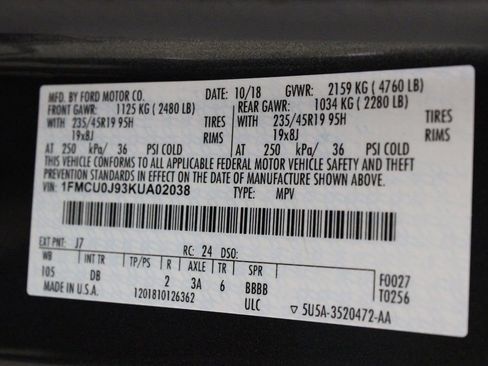 MFD. BY FORD MOTOR CO. DATE: 10/18 GVWR: 2159 KG (4760 LB)
FRONT GAWR: 1125 KG (2480 LB) REAR GAWR: 1034 KG (2280 LB)
WITH 235/45R19 95H TIRES WITH 235/45R19 95H TIRES
19x8J RIMS 19x8J RIMS
AT 250 kPa/ 36 PSI COLD AT 250 kPa/ 36 PSI COLD
THIS VEHICLE CONFORMS TO ALL APPLICABLE FEDERAL MOTOR VEHICLE SAFETY AND THEFT
PREVENTION STANDARDS IN EFFECT ON THE DATE OF MANUFACTURE SHOWN ABOVE.
VIN: 1FMCU0J93KUA02038 TYPE: MPV
EXT PNT: J7 RC: 24 DSO:
WB INT TR TP/PS R AXLE TR SPR
105 DB 2 3A 6 BBBB F0027
MADE IN U.S.A. 1201810126362 ULC T0256
▽ 5U5A-3520472-AA